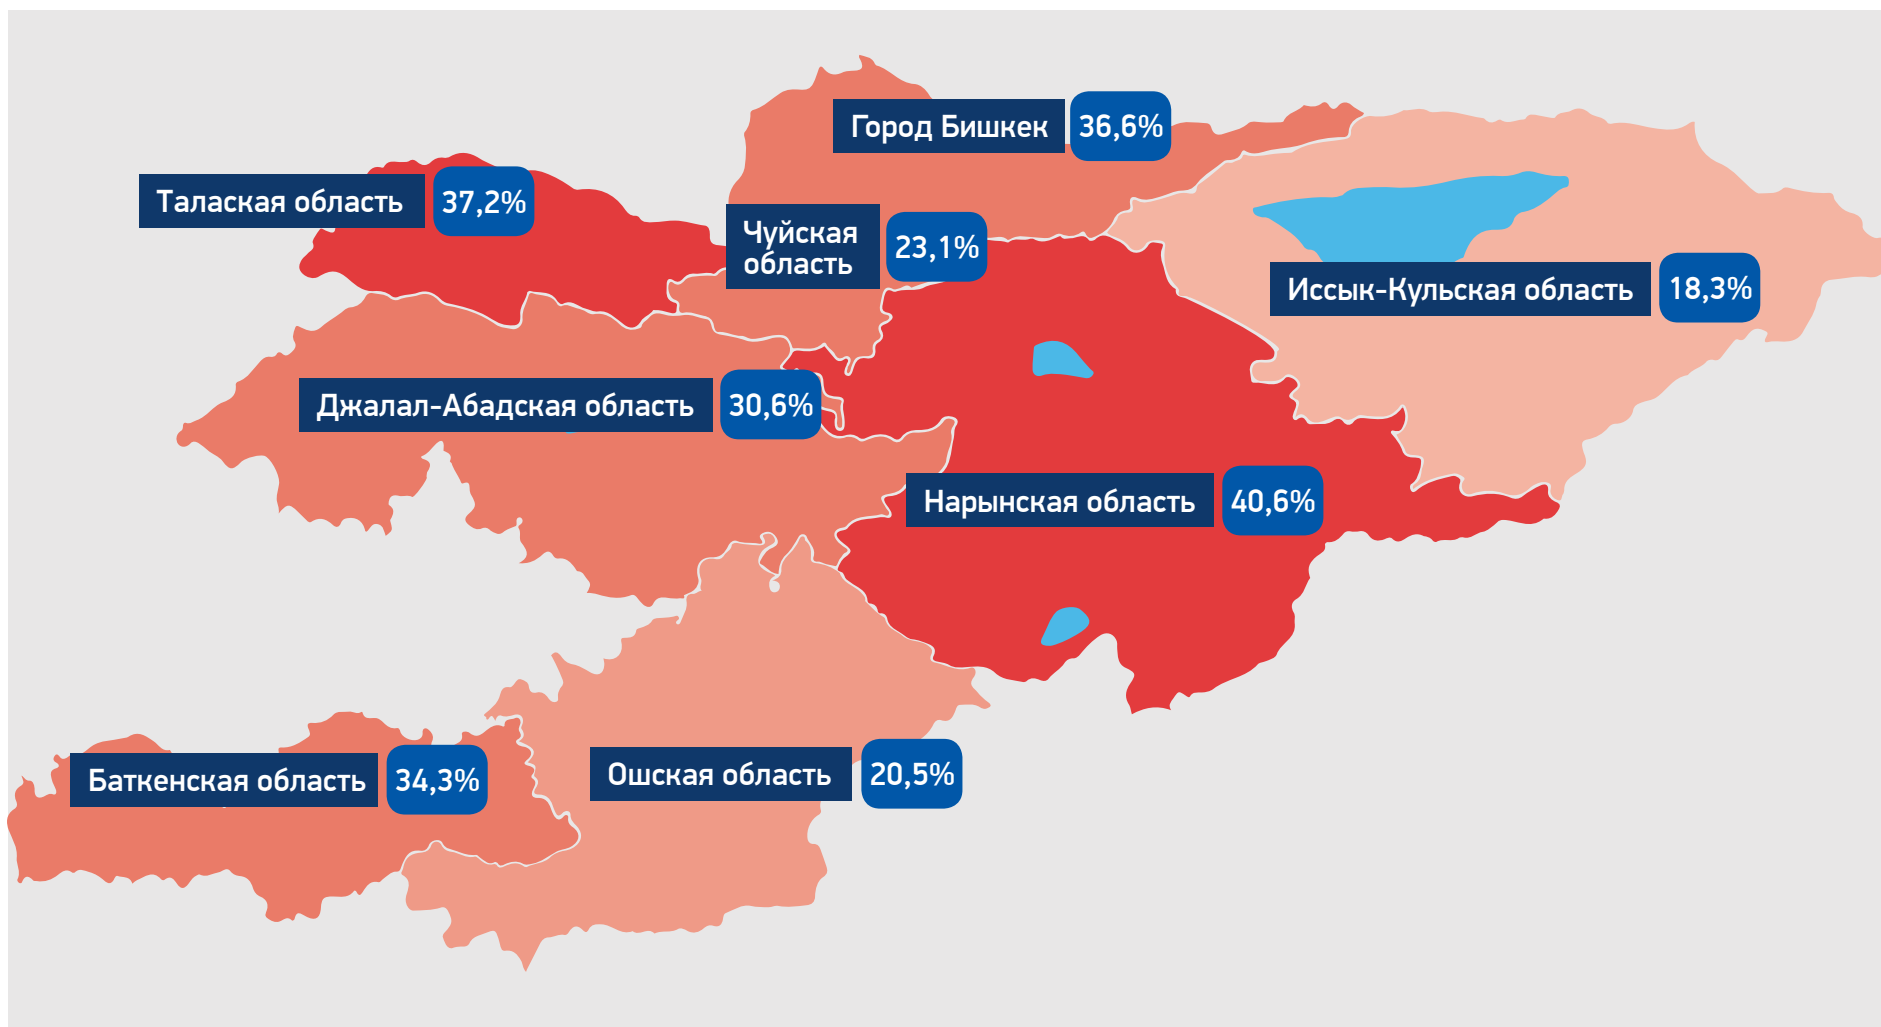 Город Бишкек 36,6%
Талаская область 37,2%
Чуйская
область
23,1%
Иссык-Кульская область 18,3%
Джалал-Абадская область 30,6%
Нарынская область 40,6%
Баткенская область 34,3%
Ошская область 20,5%